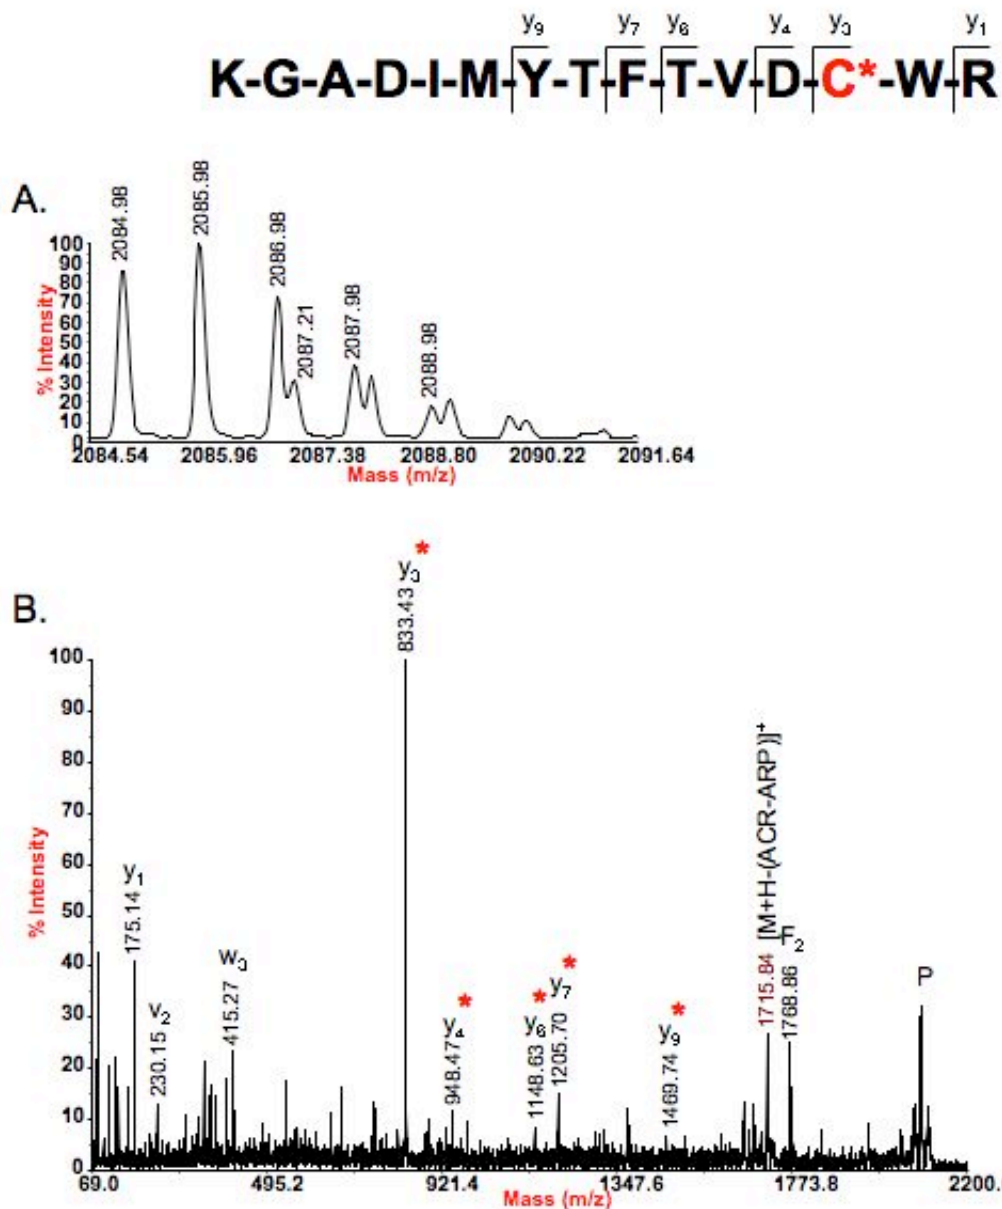 y9 y7 y6 y4 y3 y1
K-G-A-D-I-M-Y-T-F-T-V-D-C*-W-R
A.
2084.98
2085.98
2086.98
2087.21
2087.98
2088.98
100
90
80
70
60
50
40
30
20
10
0
% Intensity
2084.54 2085.96 2087.38 2088.80 2090.22 2091.64
Mass (m/z)
B.
y3*
833.43
100
90
80
70
60
50
40
30
20
10
0
% Intensity
y1
175.14
v2
230.15
w3
415.27
y4*
948.47
y6*
1148.63
y7*
1205.70
y9*
1469.74
[M+H-(ACR-ARP)]+
1715.84
F2
1768.86
P
69.0 495.2 921.4 1347.6 1773.8 2200.
Mass (m/z)